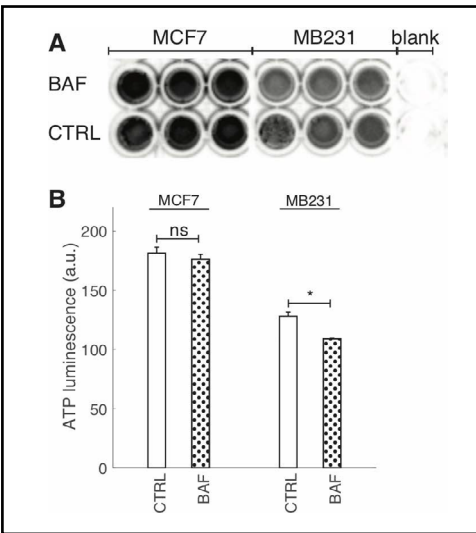 A
MCF7 MB231 blank
BAF
CTRL
B
MCF7 MB231
200
ns
150
*
100
50
0
ATP luminescence (a.u.)
CTRL BAF CTRL BAF